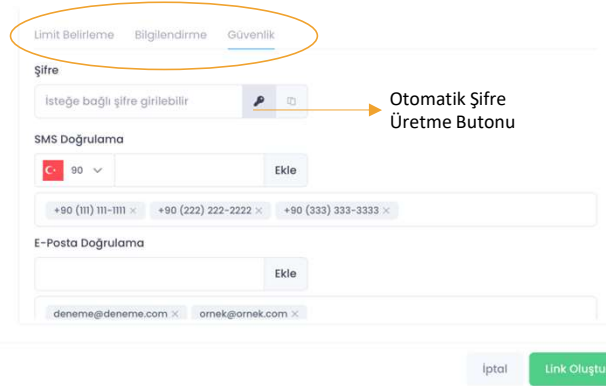 Limit Belirleme Bilgilendirme Güvenlik
Şifre
İsteğe bağlı şifre girilebilir
Otomatik Şifre
Üretme Butonu
SMS Doğrulama
90 Ekle
+90 (111) 111-1111 × +90 (222) 222-2222 × +90 (333) 333-3333 ×
E-Posta Doğrulama
Ekle
deneme@deneme.com × ornek@ornek.com ×
İptal Link Oluştu